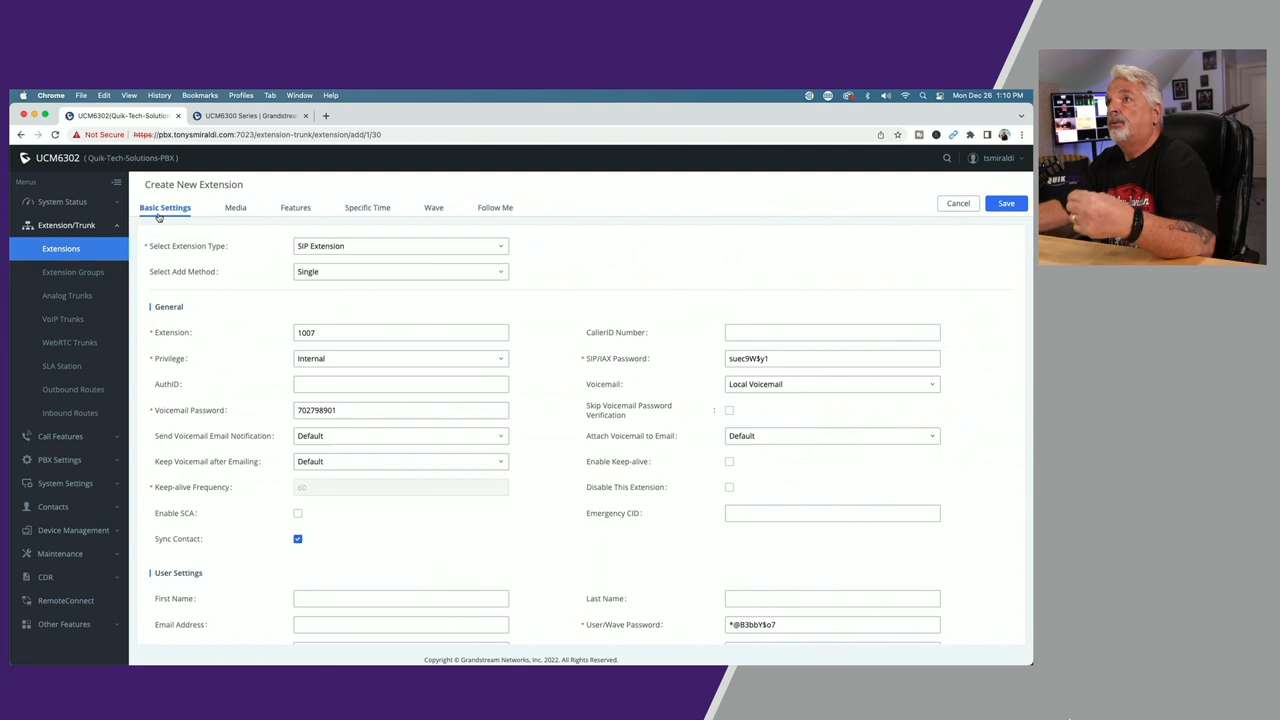 Chrome File Edit View History Bookmarks Profiles Tab Window Help Mon Dec 26 1:10 PM
UCM6302(Quik-Tech-Solution UCM6300 Series | Grandstream
Not Secure https://pbx.tonysmiraldi.com:7023/extension-trunk/extension/add/1/30
UCM6302 ( Quik-Tech-Solutions-PBX ) tsmiraldi
Menus
System Status
Extension/Trunk
Extensions
Extension Groups
Analog Trunks
VoIP Trunks
WebRTC Trunks
SLA Station
Outbound Routes
Inbound Routes
Call Features
PBX Settings
System Settings
Contacts
Device Management
Maintenance
CDR
RemoteConnect
Other Features
Create New Extension
Basic Settings Media Features Specific Time Wave Follow Me Cancel Save
* Select Extension Type: SIP Extension
Select Add Method: Single
General
* Extension: 1007 CallerID Number:
* Privilege: Internal * SIP/IAX Password: suec9W$y1
AuthID: Voicemail: Local Voicemail
* Voicemail Password: 702798901 Skip Voicemail Password
Verification :
Send Voicemail Email Notification: Default Attach Voicemail to Email: Default
Keep Voicemail after Emailing: Default Enable Keep-alive:
* Keep-alive Frequency: 60 Disable This Extension:
Enable SCA: Emergency CID:
Sync Contact:
User Settings
First Name: Last Name:
Email Address: * User/Wave Password: *@B3bbY$o7
Copyright © Grandstream Networks, Inc. 2022. All Rights Reserved.